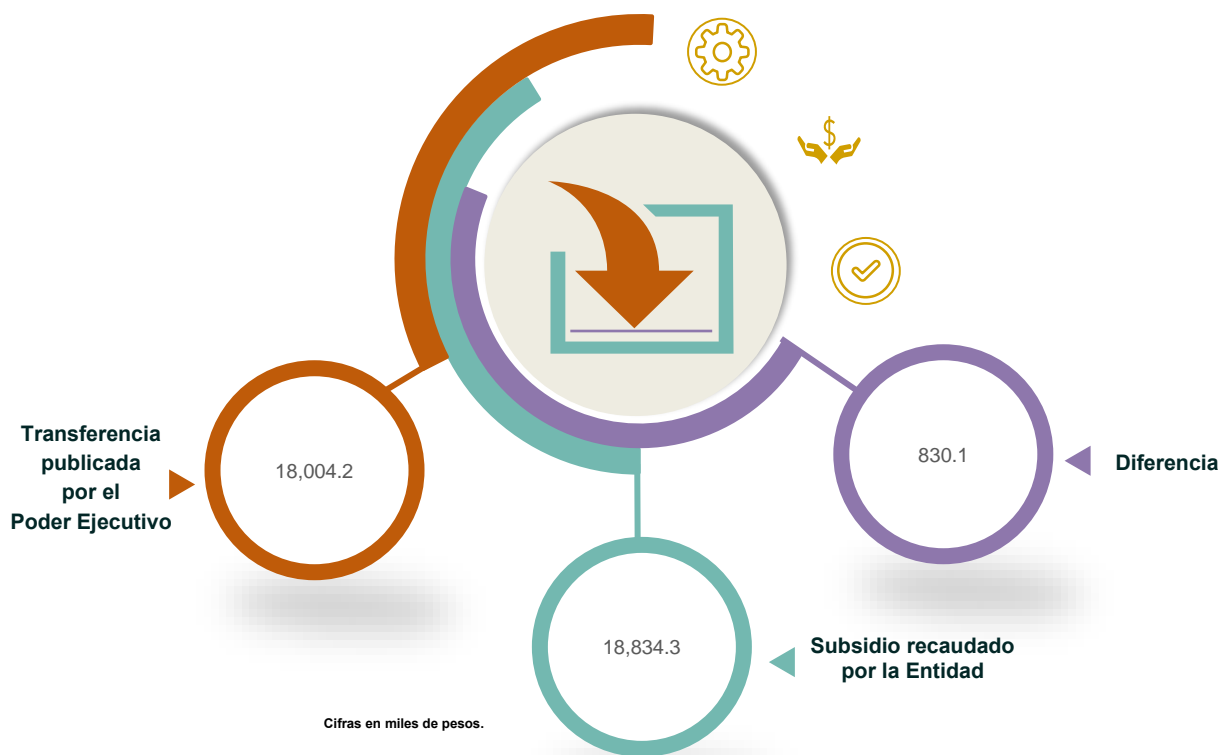 Transferencia
publicada
por el
Poder Ejecutivo
18,004.2
18,834.3
Subsidio recaudado
por la Entidad
830.1
Diferencia
$
Cifras en miles de pesos.